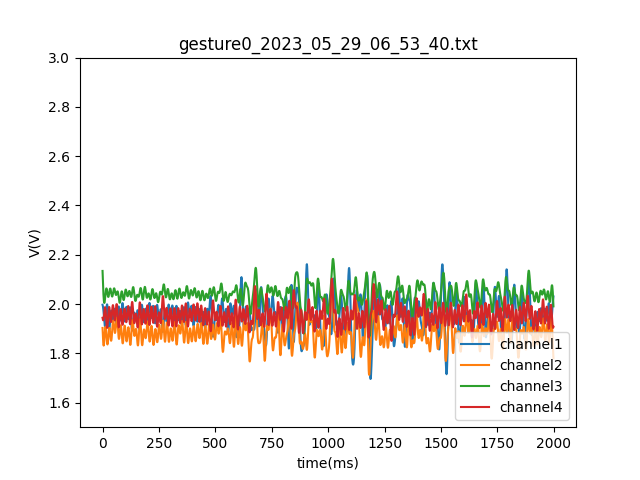 gesture0_2023_05_29_06_53_40.txt
3.0
2.8
2.6
2.4
2.2
2.0
1.8
1.6
V(V)
channel1
channel2
channel3
channel4
0 250 500 750 1000 1250 1500 1750 2000
time(ms)